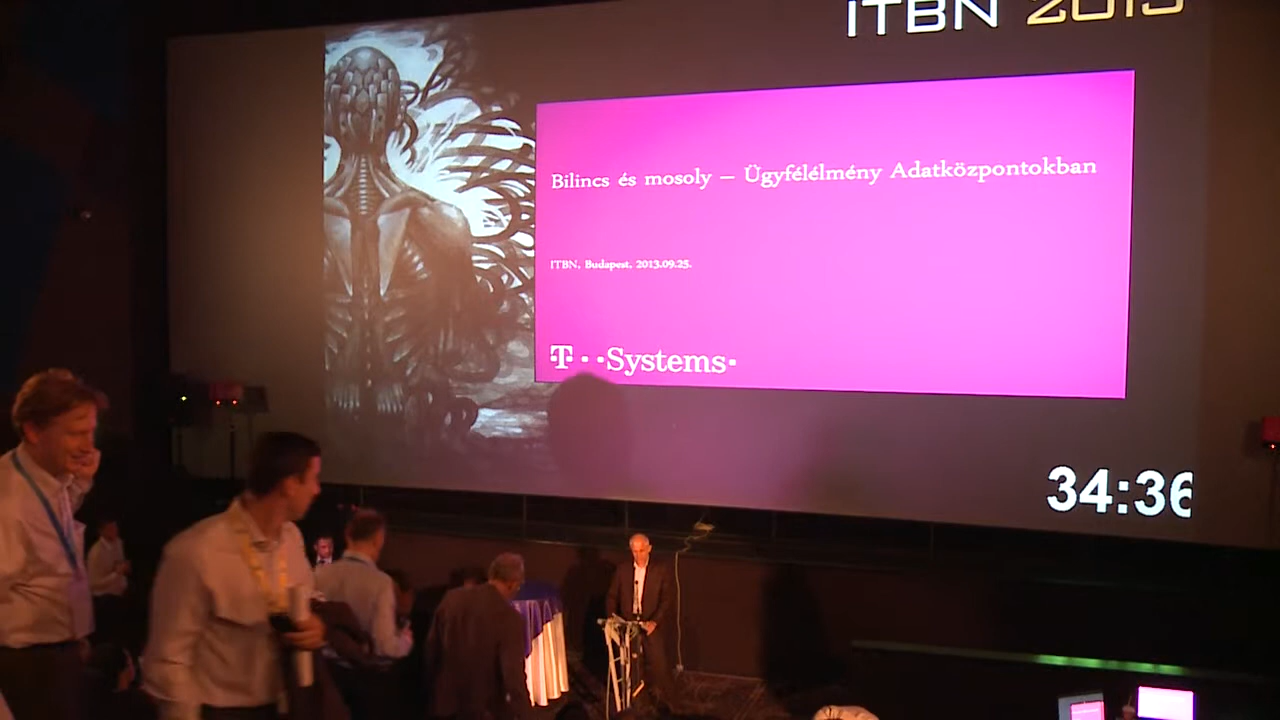 ITBN 2013
Bilincs és mosoly – Ügyfélélmény Adatközpontokban
ITBN, Budapest, 2013.09.25.
T··Systems·
34:36